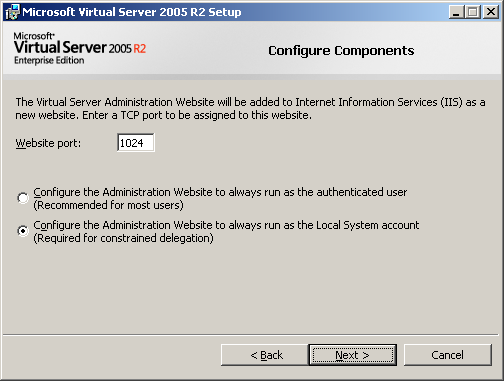 Microsoft Virtual Server 2005 R2 Setup
Microsoft®
Virtual Server 2005 R2
Enterprise Edition
Configure Components
The Virtual Server Administration Website will be added to Internet Information Services (IIS) as a
new website. Enter a TCP port to be assigned to this website.
Website port: 1024
Configure the Administration Website to always run as the authenticated user
(Recommended for most users)
Configure the Administration Website to always run as the Local System account
(Required for constrained delegation)
< Back Next > Cancel